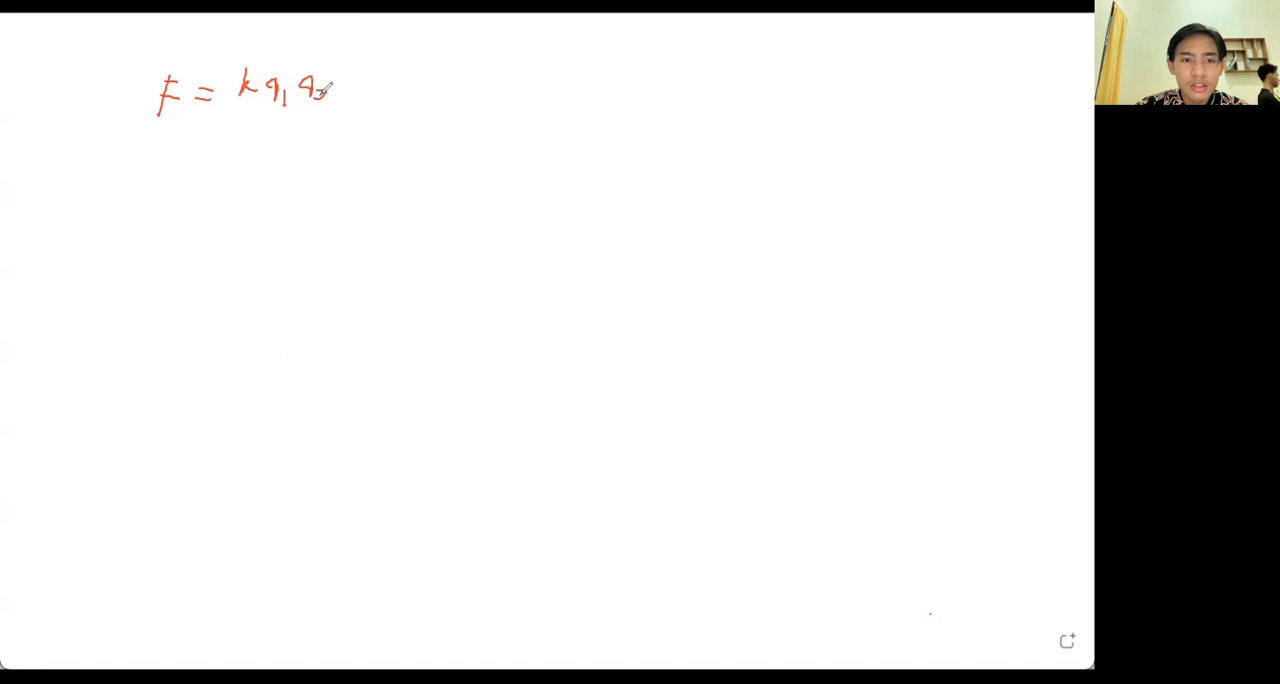 F = k q₁ q₂